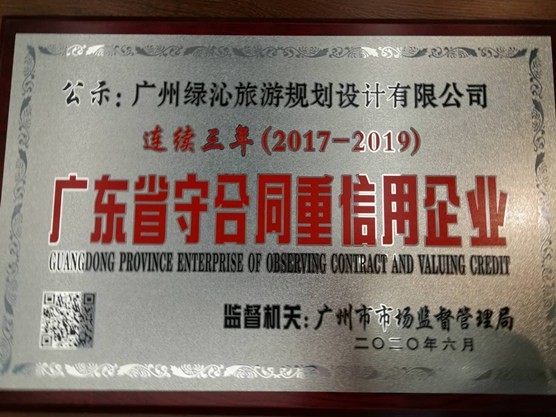 公示：广州绿沁旅游规划设计有限公司
连续三年(2017-2019)
广东省守合同重信用企业
GUANGDONG PROVINCE ENTERPRISE OF OBSERVING CONTRACT AND VALUING CREDIT
监督机关：广州市市场监督管理局
二〇二〇年六月